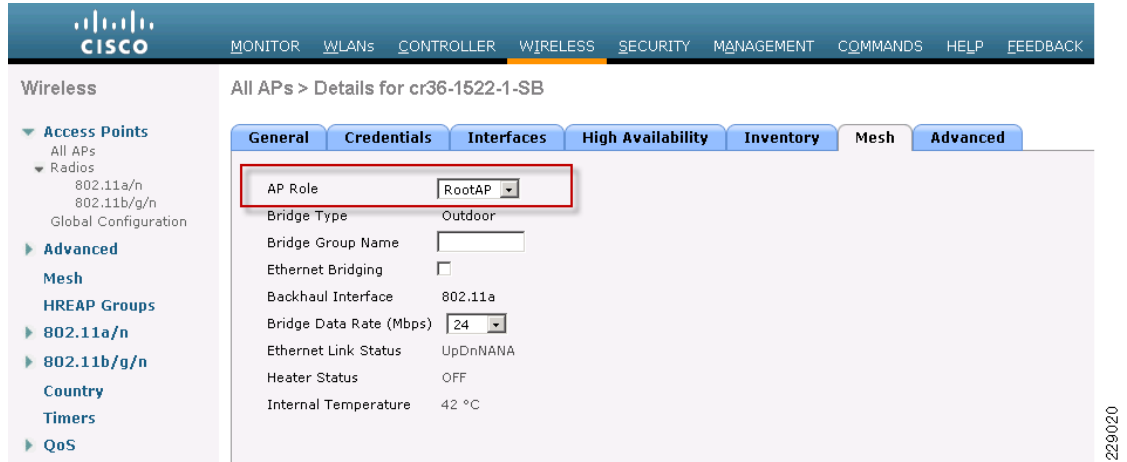 CISCO
MONITOR WLANs CONTROLLER WIRELESS SECURITY MANAGEMENT COMMANDS HELP FEEDBACK
Wireless
Access Points
All APs
Radios
802.11a/n
802.11b/g/n
Global Configuration
Advanced
Mesh
HREAP Groups
802.11a/n
802.11b/g/n
Country
Timers
QoS
All APs > Details for cr36-1522-1-SB
General Credentials Interfaces High Availability Inventory Mesh Advanced
AP Role RootAP
Bridge Type Outdoor
Bridge Group Name
Ethernet Bridging
Backhaul Interface 802.11a
Bridge Data Rate (Mbps) 24
Ethernet Link Status UpDnNANA
Heater Status OFF
Internal Temperature 42 °C
229020